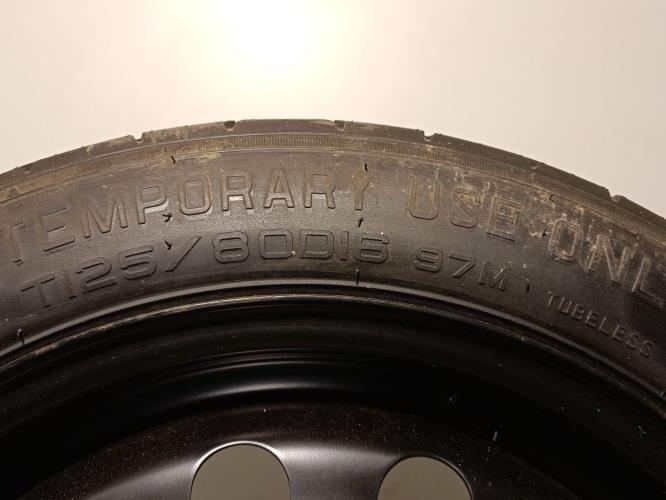 TEMPORARY USE ONL
T125/80D16 97M TUBELESS